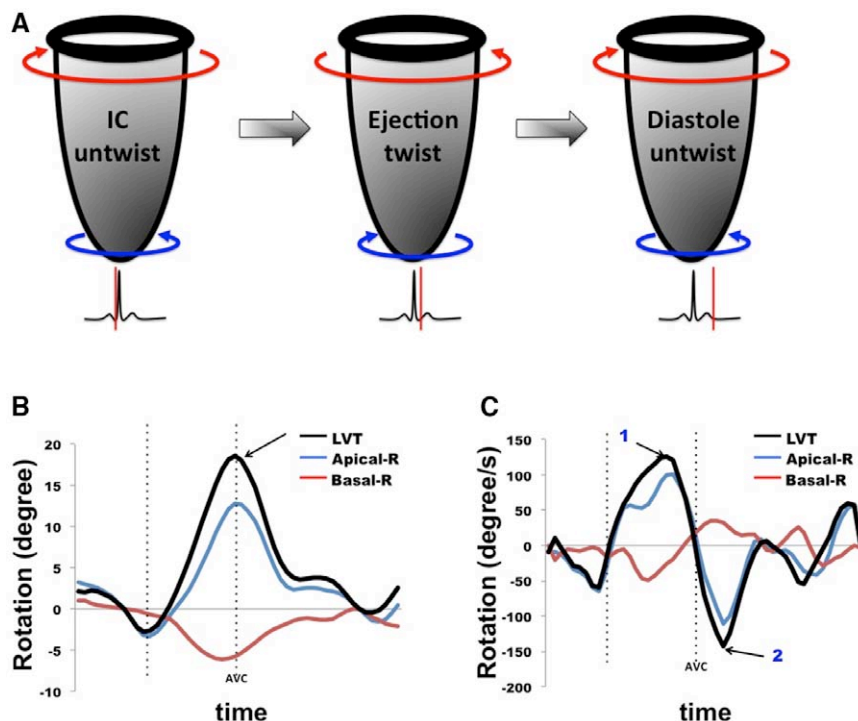 A
IC
untwist
Ejection
twist
Diastole
untwist
B
LVT
Apical-R
Basal-R
Rotation (degree)
20
15
10
5
0
-5
-10
AVC
time
C
LVT
Apical-R
Basal-R
1
2
Rotation (degree/s)
150
100
50
0
-50
-100
-150
-200
AVC
time